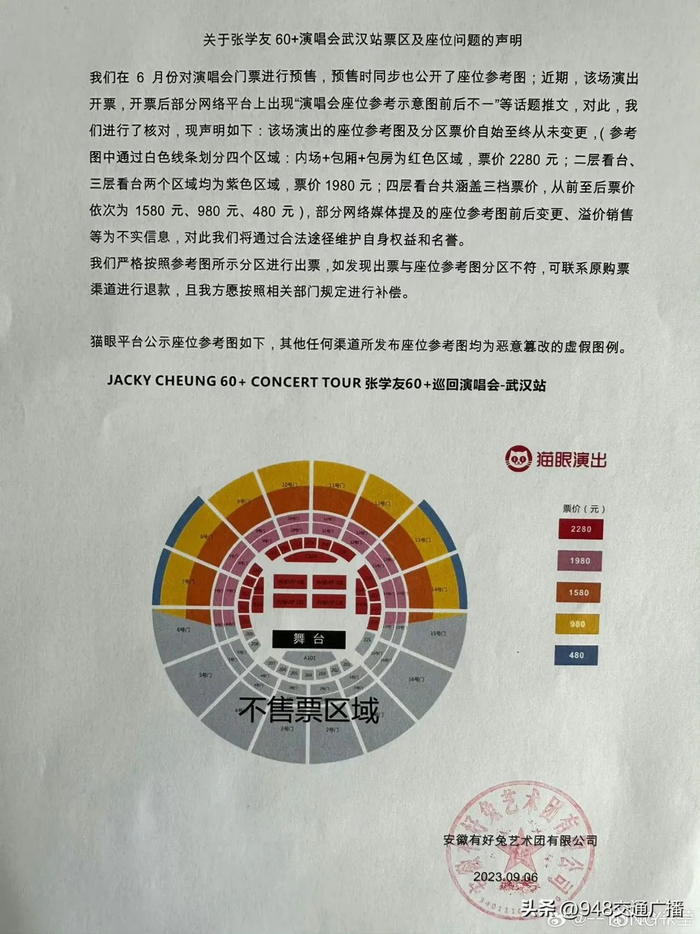 关于张学友 60+演唱会武汉站票区及座位问题的声明
我们在 6 月份对演唱会门票进行预售，预售时同步也公开了座位参考图；近期，该场演出
开票，开票后部分网络平台上出现“演唱会座位参考示意图前后不一”等话题推文，对此，我
们进行了核对，现声明如下：该场演出的座位参考图及分区票价自始至终从未变更，（参考
图中通过白色线条划分四个区域：内场+包厢+包房为红色区域，票价 2280 元；二层看台、
三层看台两个区域均为紫色区域，票价 1980 元；四层看台共涵盖三档票价，从前至后票价
依次为 1580 元、980 元、480 元），部分网络媒体提及的座位参考图前后变更、溢价销售
等为不实信息，对此我们将通过合法途径维护自身权益和名誉。
我们严格按照参考图所示分区进行出票，如发现出票与座位参考图分区不符，可联系原购票
渠道进行退款，且我方愿按照相关部门规定进行补偿。
猫眼平台公示座位参考图如下，其他任何渠道所发布座位参考图均为恶意篡改的虚假图例。
JACKY CHEUNG 60+ CONCERT TOUR 张学友60+巡回演唱会-武汉站
猫眼演出
票价（元）
2280
1980
1580
980
480
10号门
11号门
舞台
不售票区域
安徽有好兔艺术团有限公司
2023.09.06
头条 @948交通广播